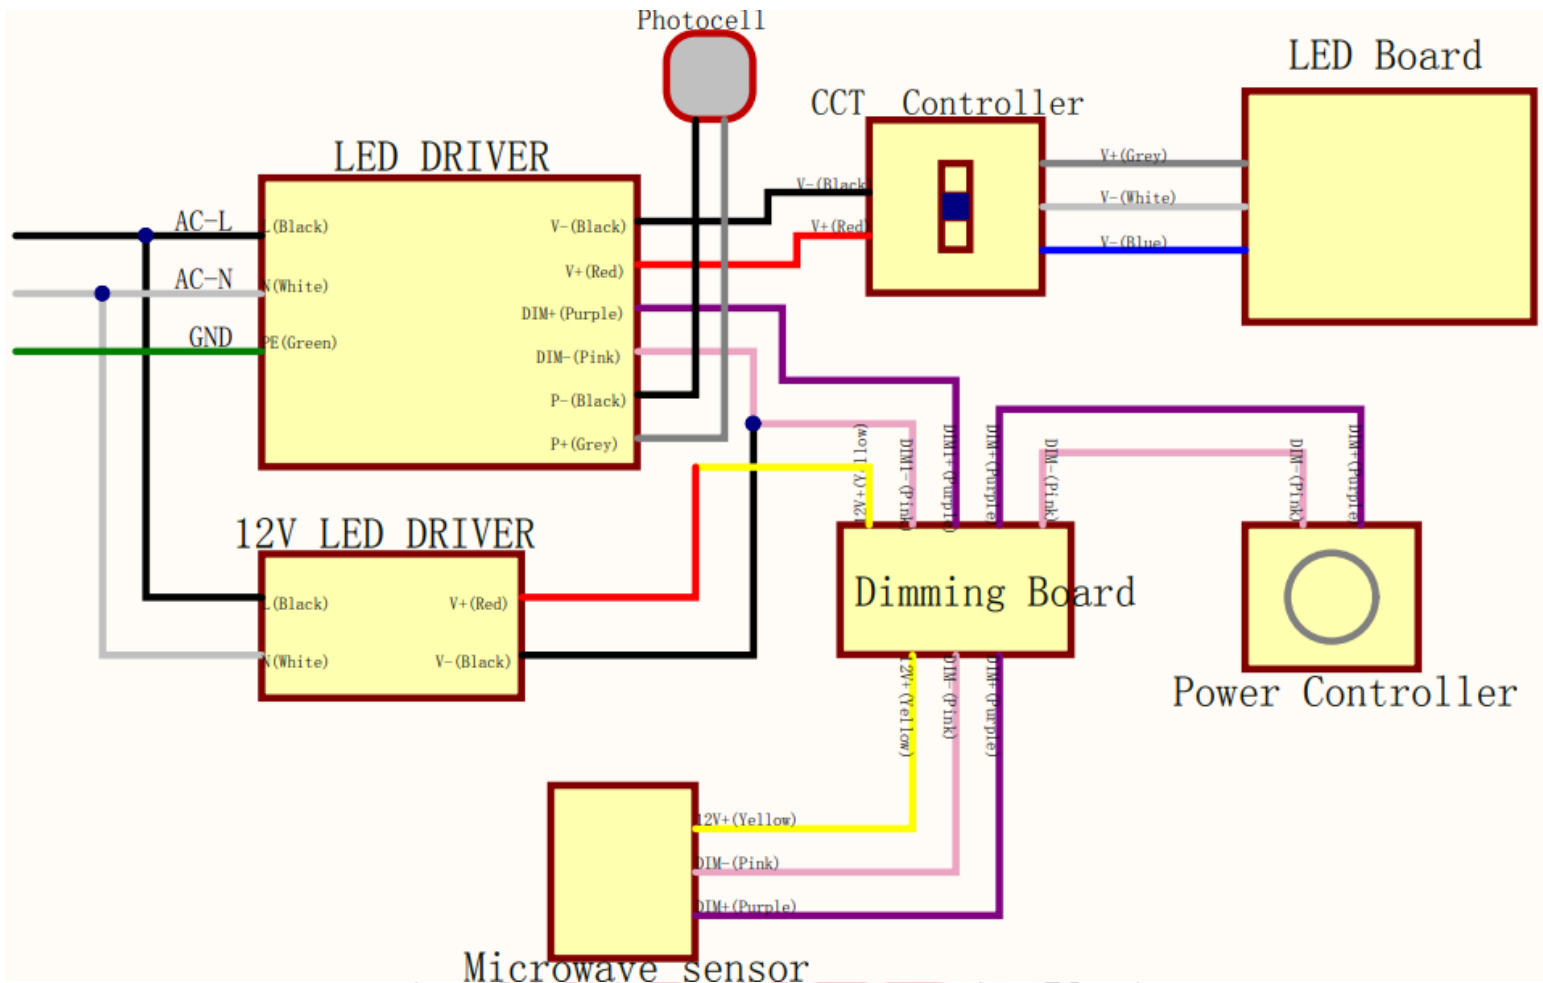 Photocell
LED Board
CCT Controller
LED DRIVER
V+(Grey)
V-(Black)
V-(White)
AC-L
L(Black)
V-(Black)
V+(Red)
V-(Blue)
V+(Red)
AC-N
N(White)
DIM+(Purple)
GND
PE(Green)
DIM-(Pink)
P-(Black)
P+(Grey)
12V+(Yellow)
DIM1-(Pink)
DIM1+(Purple)
DIM+(Purple)
DIM-(Pink)
DIM-(Pink)
DIM+(Purple)
12V LED DRIVER
L(Black)
V+(Red)
N(White)
V-(Black)
Dimming Board
Power Controller
12V+(Yellow)
DIM-(Pink)
DIM+(Purple)
12V+(Yellow)
DIM-(Pink)
DIM+(Purple)
Microwave sensor